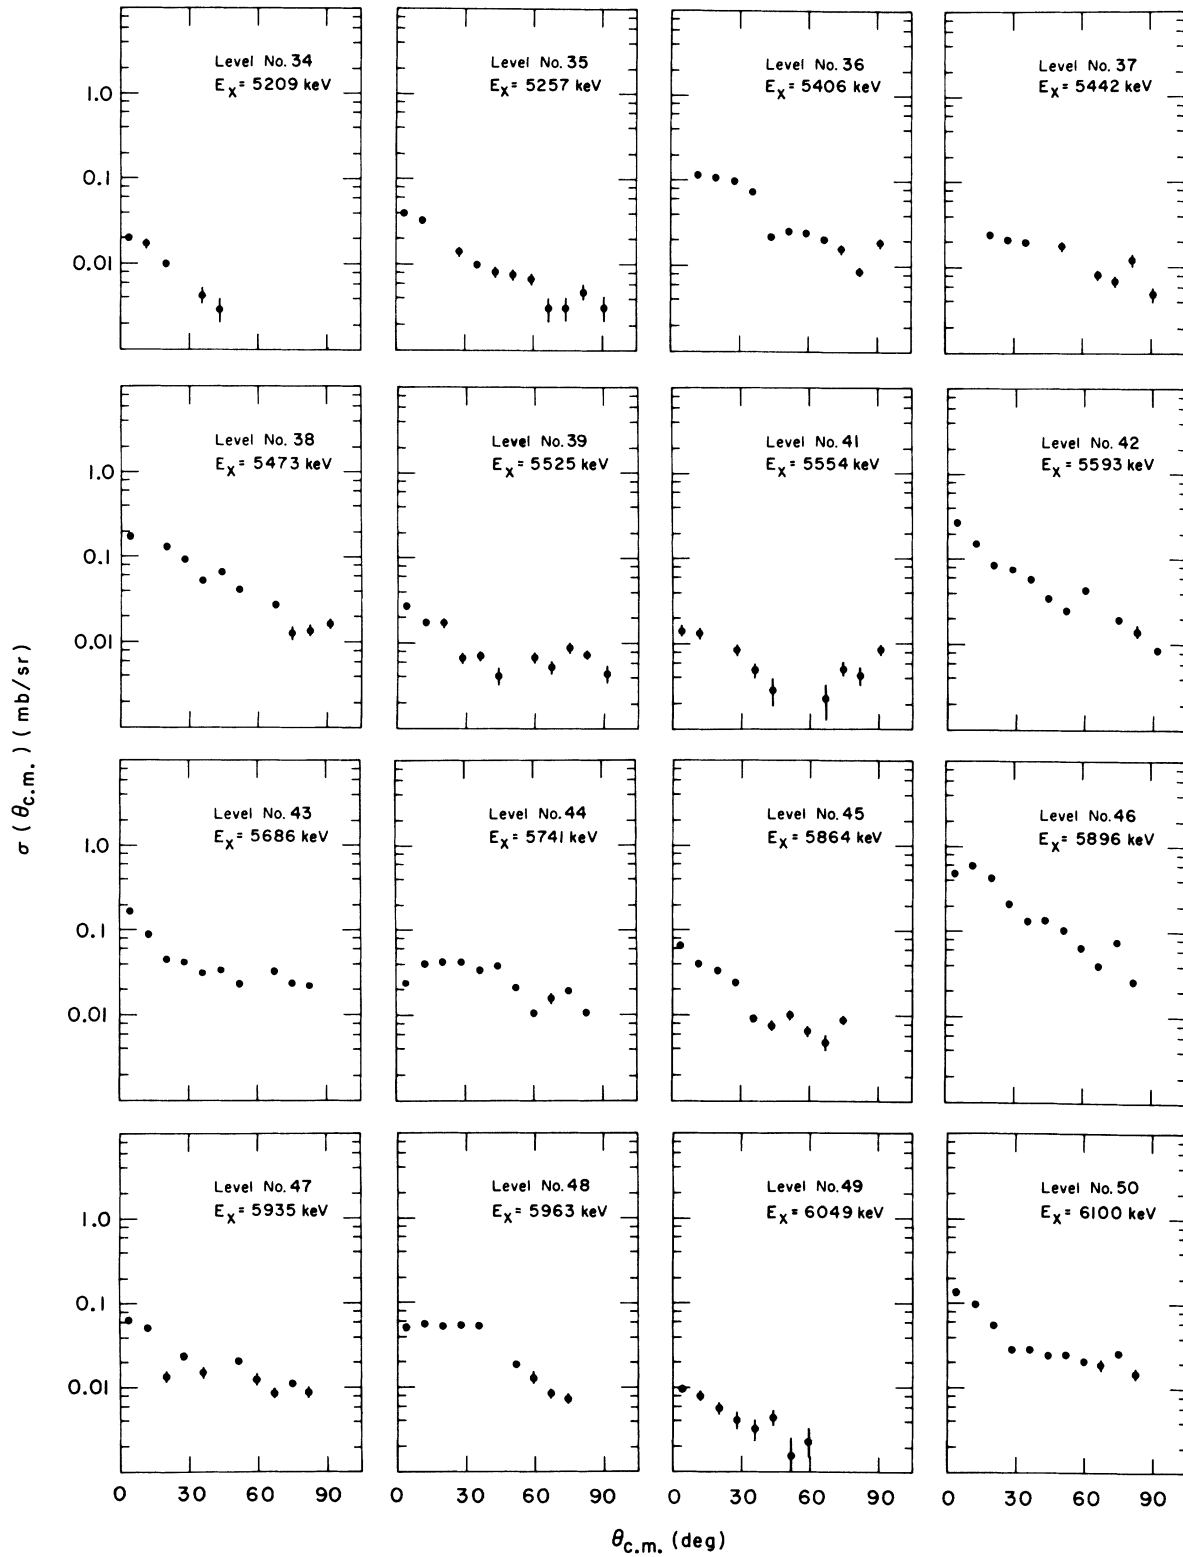 Level No. 34
EX = 5209 keV
Level No. 35
EX = 5257 keV
Level No. 36
EX = 5406 keV
Level No. 37
EX = 5442 keV
1.0
0.1
0.01
Level No. 38
EX = 5473 keV
Level No. 39
EX = 5525 keV
Level No. 41
EX = 5554 keV
Level No. 42
EX = 5593 keV
1.0
0.1
0.01
σ (θc.m.) (mb/sr)
Level No. 43
EX = 5686 keV
Level No. 44
EX = 5741 keV
Level No. 45
EX = 5864 keV
Level No. 46
EX = 5896 keV
1.0
0.1
0.01
Level No. 47
EX = 5935 keV
Level No. 48
EX = 5963 keV
Level No. 49
EX = 6049 keV
Level No. 50
EX = 6100 keV
1.0
0.1
0.01
0 30 60 90 0 30 60 90 0 30 60 90 0 30 60 90
θc.m. (deg)